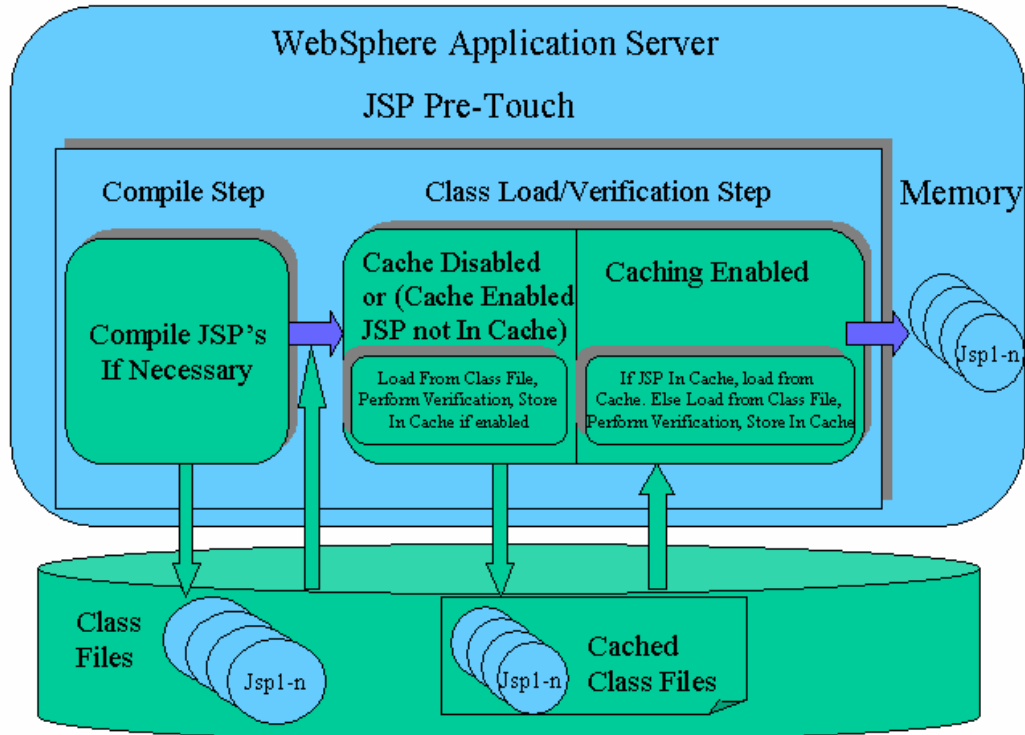 WebSphere Application Server
JSP Pre-Touch
Compile Step
Class Load/Verification Step
Memory
Compile JSP's
If Necessary
Cache Disabled
or (Cache Enabled
JSP not In Cache)
Load From Class File,
Perform Verification, Store
In Cache if enabled
Caching Enabled
If JSP In Cache, load from
Cache. Else Load from Class File,
Perform Verification, Store In Cache
Jsp1-n
Class
Files
Jsp1-n
Jsp1-n
Cached
Class Files